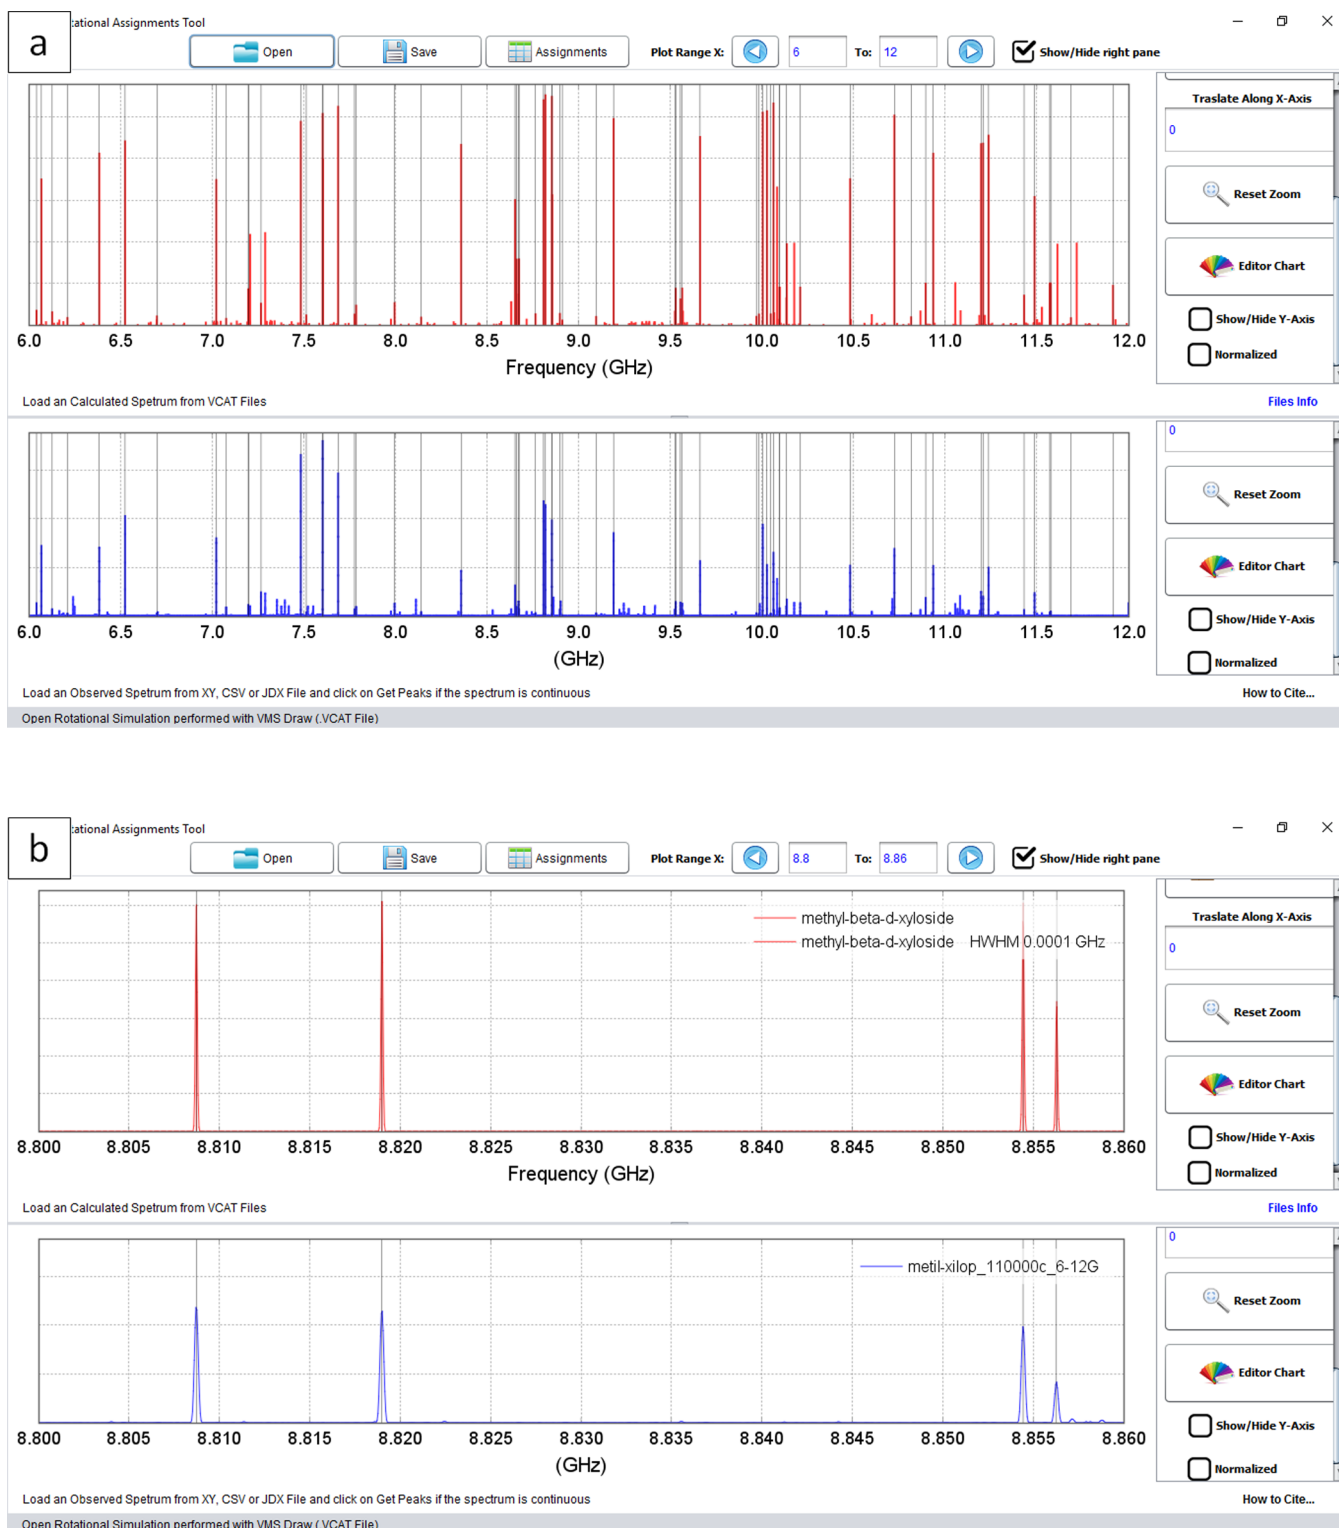 a
tational Assignments Tool
Open Save Assignments Plot Range X: 6 To: 12 Show/Hide right pane
Traslate Along X-Axis
0
Reset Zoom
Editor Chart
Show/Hide Y-Axis
Normalized
6.0 6.5 7.0 7.5 8.0 8.5 9.0 9.5 10.0 10.5 11.0 11.5 12.0
Frequency (GHz)
Load an Calculated Spetrum from VCAT Files Files Info
0
Reset Zoom
Editor Chart
Show/Hide Y-Axis
Normalized
6.0 6.5 7.0 7.5 8.0 8.5 9.0 9.5 10.0 10.5 11.0 11.5 12.0
(GHz)
Load an Observed Spetrum from XY, CSV or JDX File and click on Get Peaks if the spectrum is continuous How to Cite...
Open Rotational Simulation performed with VMS Draw (.VCAT File)
b
tational Assignments Tool
Open Save Assignments Plot Range X: 8.8 To: 8.86 Show/Hide right pane
methyl-beta-d-xyloside
methyl-beta-d-xyloside HWHM 0.0001 GHz
Traslate Along X-Axis
0
Reset Zoom
Editor Chart
Show/Hide Y-Axis
Normalized
8.800 8.805 8.810 8.815 8.820 8.825 8.830 8.835 8.840 8.845 8.850 8.855 8.860
Frequency (GHz)
Load an Calculated Spetrum from VCAT Files Files Info
0
metil-xilop_110000c_6-12G
Reset Zoom
Editor Chart
Show/Hide Y-Axis
Normalized
8.800 8.805 8.810 8.815 8.820 8.825 8.830 8.835 8.840 8.845 8.850 8.855 8.860
(GHz)
Load an Observed Spetrum from XY, CSV or JDX File and click on Get Peaks if the spectrum is continuous How to Cite...
Open Rotational Simulation performed with VMS Draw (.VCAT File)